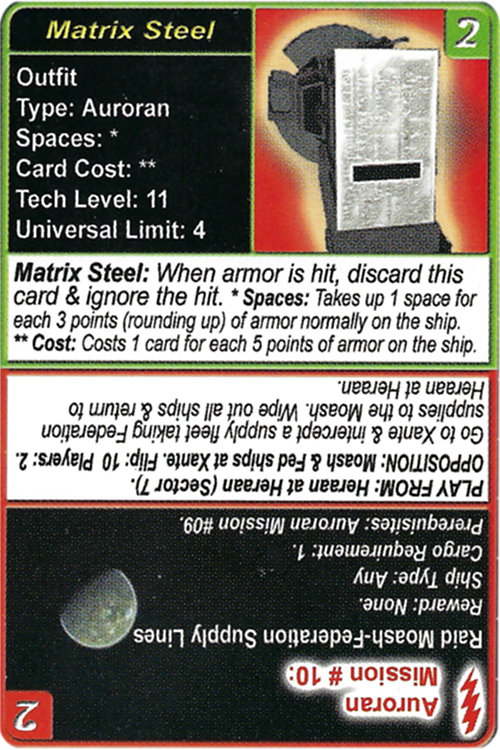 Matrix Steel
2
Outfit
Type: Auroran
Spaces: *
Card Cost: **
Tech Level: 11
Universal Limit: 4
Matrix Steel: When armor is hit, discard this
card & ignore the hit. * Spaces: Takes up 1 space for
each 3 points (rounding up) of armor normally on the ship.
** Cost: Costs 1 card for each 5 points of armor on the ship.
Auroran
Mission # 10:
2
Raid Moash-Federation Supply Lines
Reward: None.
Ship Type: Any
Cargo Requirement: 1.
Prerequisites: Auroran Mission #09.
PLAY FROM: Heraan at Heraan (Sector 7).
OPPOSITION: Moash & Fed ships at Xante. Flip: 10 Players: 2.
Go to Xante & intercept a supply fleet taking Federation
supplies to the Moash. Wipe out all ships & return to
Heraan at Heraan.